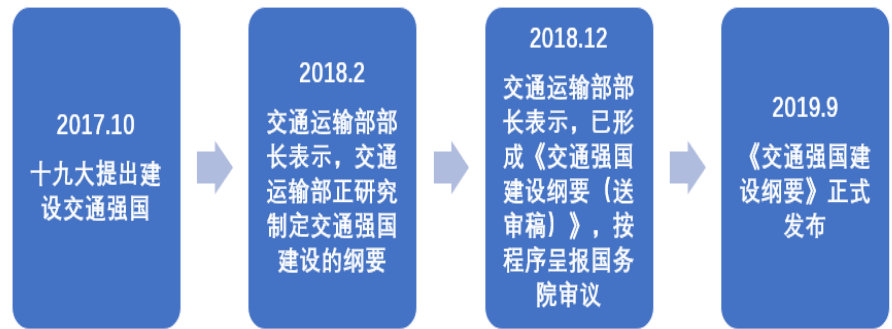 2017.10
十九大提出建
设交通强国
2018.2
交通运输部部
长表示，交通
运输部正研究
制定交通强国
建设的纲要
2018.12
交通运输部部
长表示，已形
成《交通强国
建设纲要（送
审稿）》，按
程序呈报国务
院审议
2019.9
《交通强国建
设纲要》正式
发布